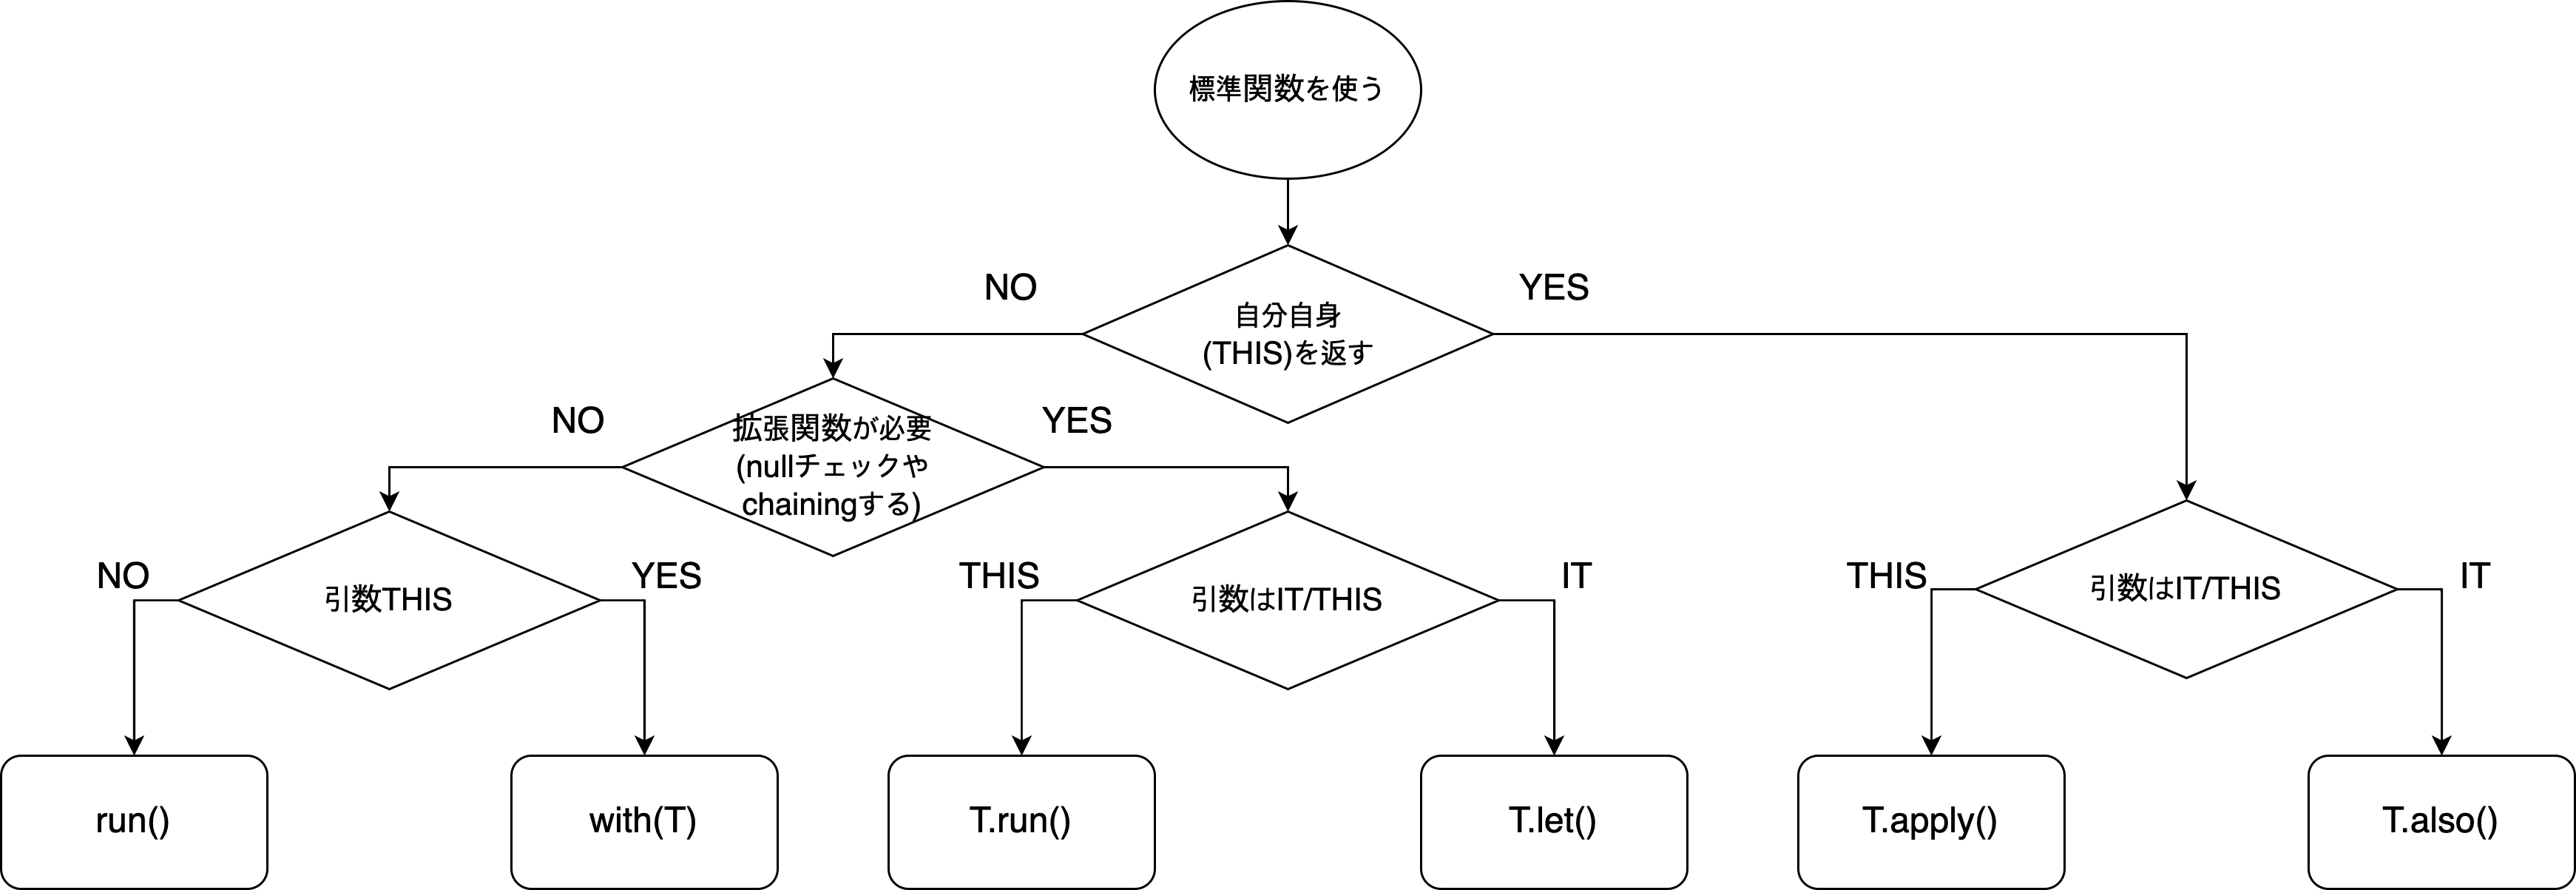 標準関数を使う
NO
YES
自分自身
(THIS)を返す
NO
YES
拡張関数が必要
(nullチェックや
chainingする)
NO
YES
THIS
IT
THIS
IT
引数THIS
引数はIT/THIS
引数はIT/THIS
run()
with(T)
T.run()
T.let()
T.apply()
T.also()